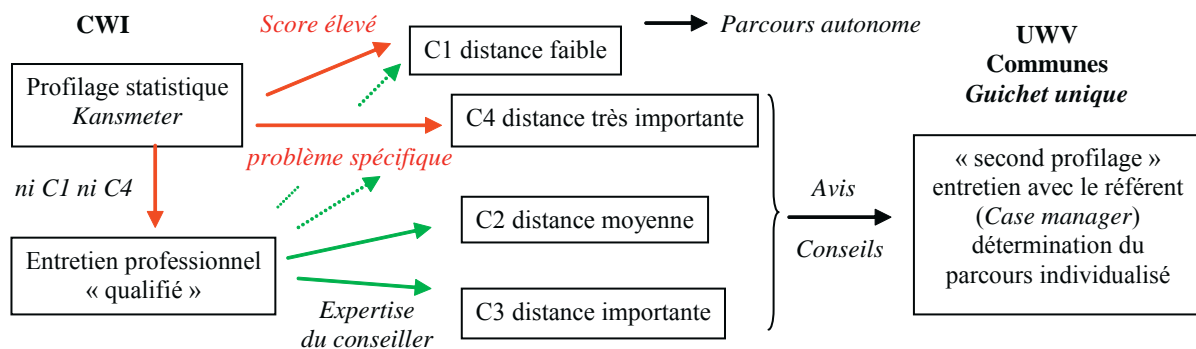 CWI
Profilage statistique
Kansmeter
ni C1 ni C4
Entretien professionnel
« qualifié »
Score élevé
problème spécifique
Expertise
du conseiller
C1 distance faible
C4 distance très importante
C2 distance moyenne
C3 distance importante
Parcours autonome
Avis
Conseils
UWV
Communes
Guichet unique
« second profilage »
entretien avec le référent
(Case manager)
détermination du
parcours individualisé